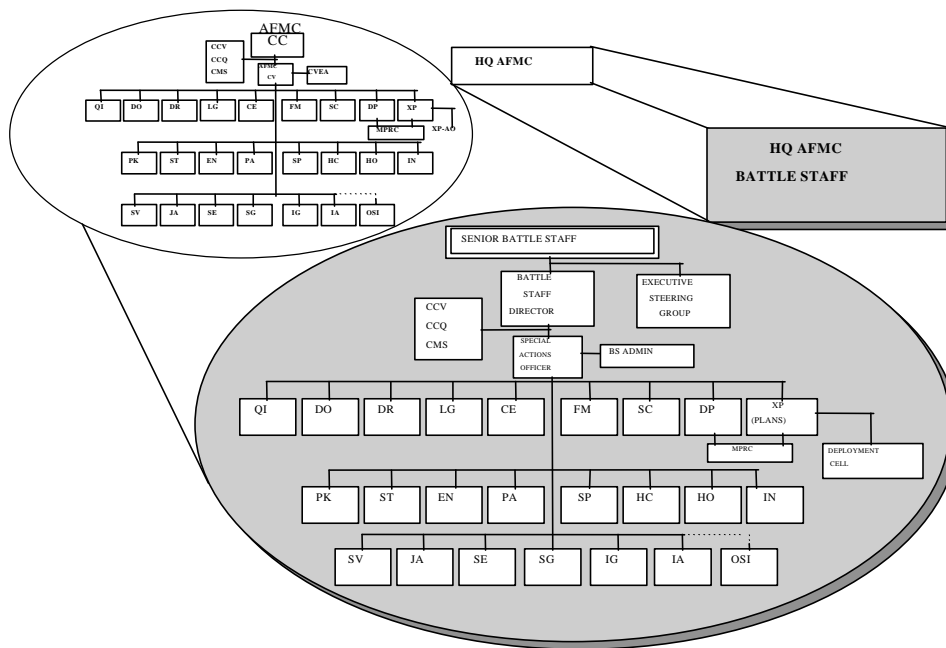 AFMC
CC
CCV
CCQ
CMS
AFMC
CV
CVEA
QI DO DR LG CE FM SC DP XP
MPRC XP-AO
PK ST EN PA SP HC HO IN
SV JA SE SG IG IA OSI
HQ AFMC
HQ AFMC
BATTLE STAFF
SENIOR BATTLE STAFF
BATTLE
STAFF
DIRECTOR
EXECUTIVE
STEERING
GROUP
CCV
CCQ
CMS
SPECIAL
ACTIONS
OFFICER
BS ADMIN
QI DO DR LG CE FM SC DP XP
(PLANS)
MPRC
DEPLOYMENT
CELL
PK ST EN PA SP HC HO IN
SV JA SE SG IG IA OSI